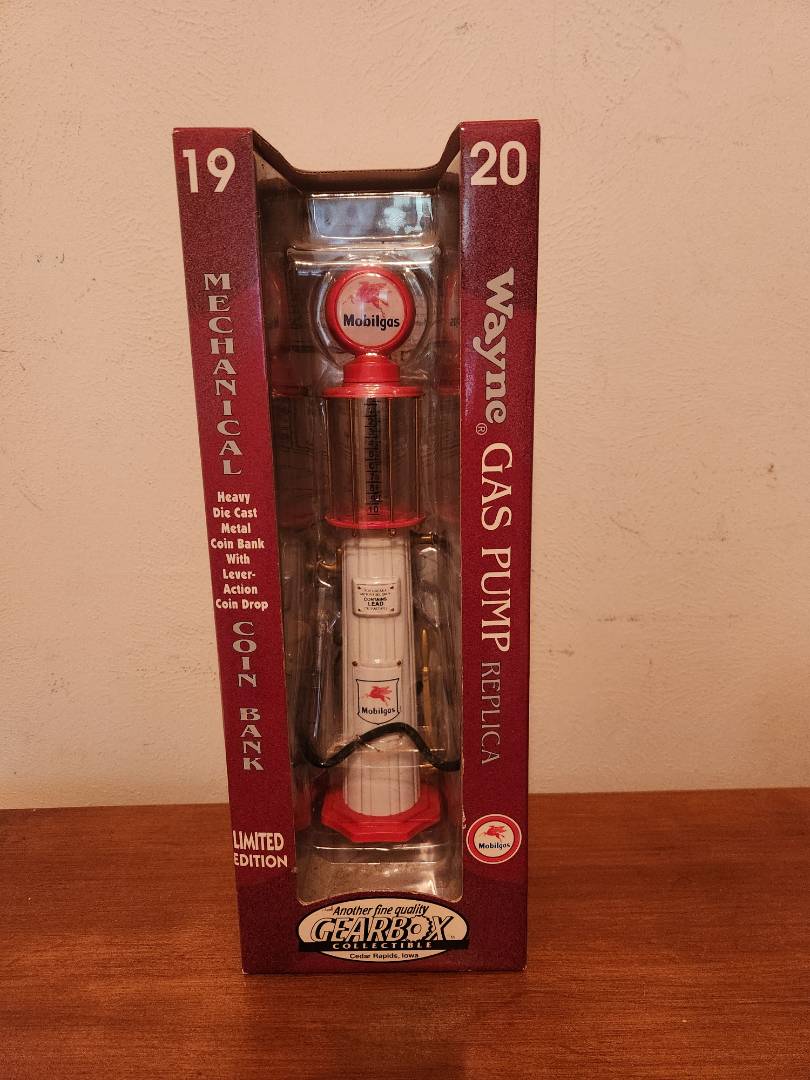 19
20
MECHANICAL
Heavy
Die Cast
Metal
Coin Bank
With
Lever-
Action
Coin Drop
COIN BANK
LIMITED
EDITION
Mobilgas
10
CONTAINS
LEAD
Mobilgas
Wayne® GAS PUMP REPLICA
Mobilgas
Another fine quality
GEARBOX
COLLECTIBLE
Cedar Rapids, Iowa